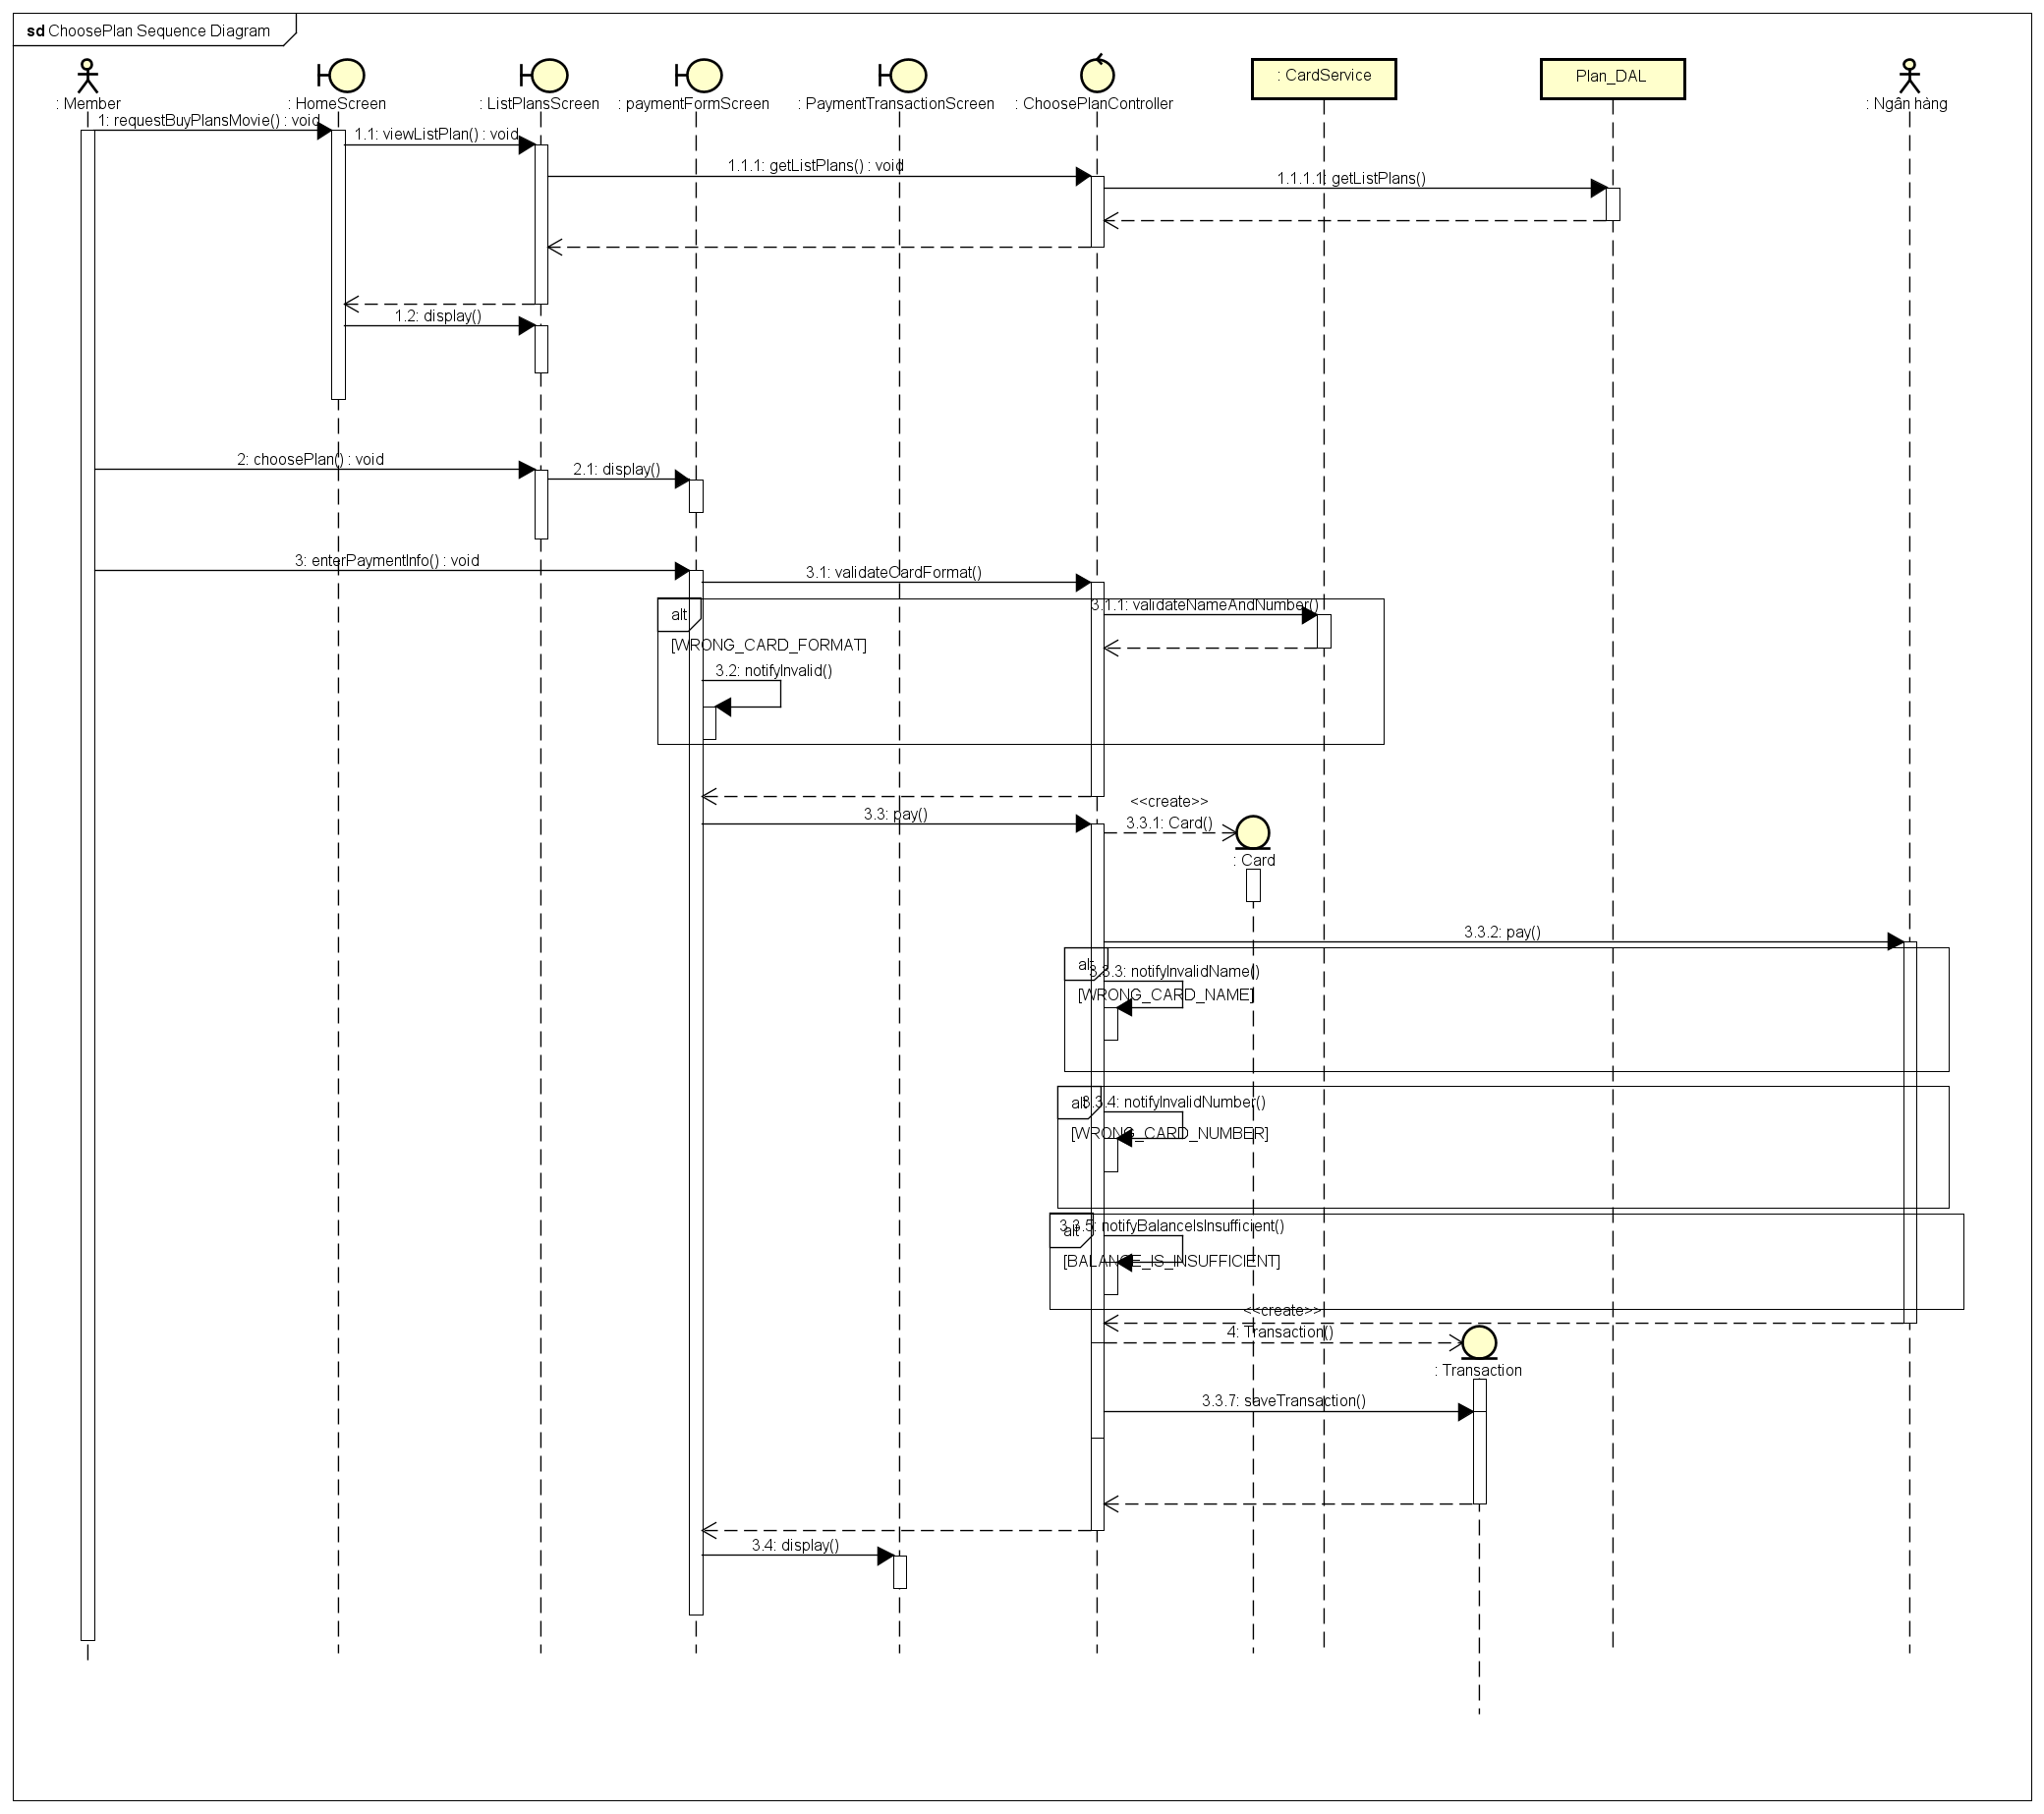 sd ChoosePlan Sequence Diagram
: Member
: HomeScreen
: ListPlansScreen
: paymentFormScreen
: PaymentTransactionScreen
: ChoosePlanController
: CardService
Plan_DAL
: Ngân hàng
1: requestBuyPlansMovie() : void
1.1: viewListPlan() : void
1.1.1: getListPlans() : void
1.1.1.1: getListPlans()
1.2: display()
2: choosePlan() : void
2.1: display()
3: enterPaymentInfo() : void
3.1: validateCardFormat()
3.1.1: validateNameAndNumber()
alt
[WRONG_CARD_FORMAT]
3.2: notifyInvalid()
<<create>>
3.3: pay()
3.3.1: Card()
: Card
3.3.2: pay()
alt
3.3.3: notifyInvalidName()
[WRONG_CARD_NAME]
alt
3.3.4: notifyInvalidNumber()
[WRONG_CARD_NUMBER]
alt
3.3.5: notifyBalanceIsInsufficient()
[BALANCE_IS_INSUFFICIENT]
<<create>>
4: Transaction()
: Transaction
3.3.7: saveTransaction()
3.4: display()